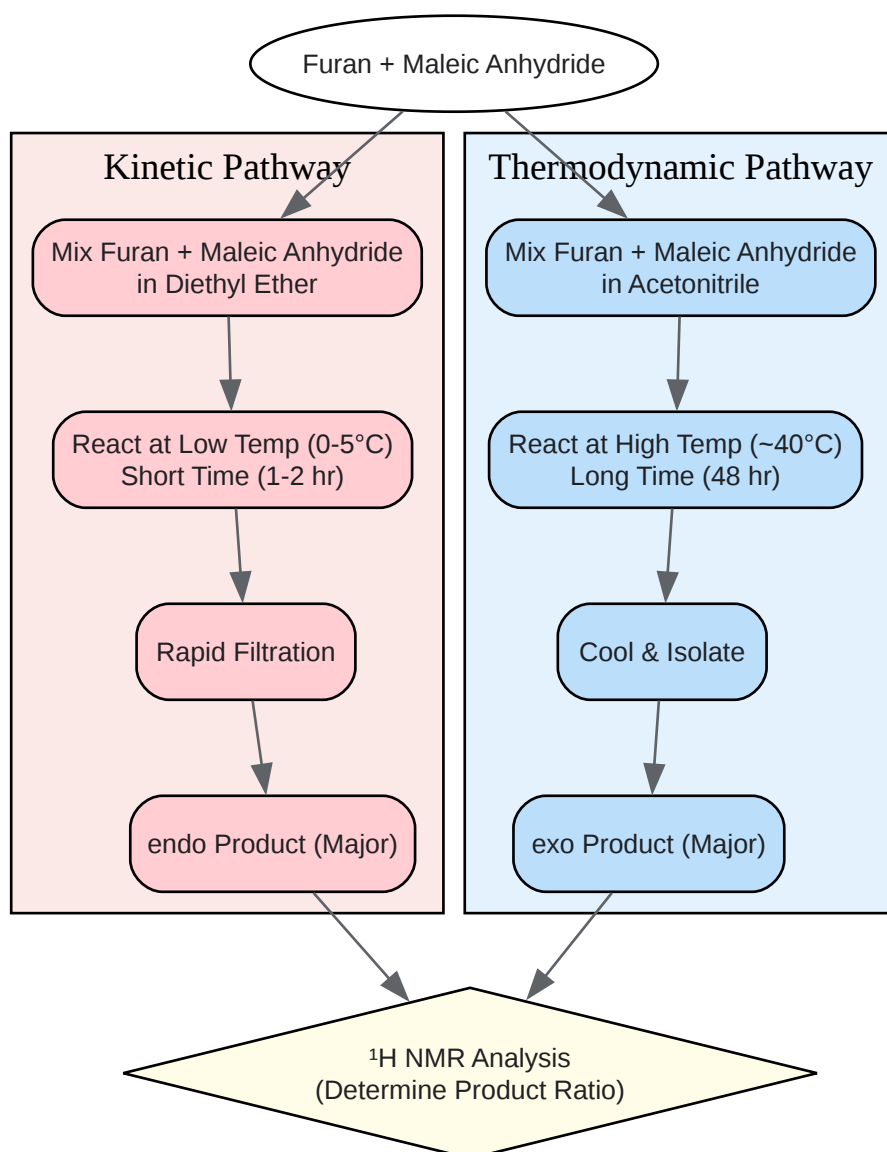 Furan + Maleic Anhydride
Kinetic Pathway
Mix Furan + Maleic Anhydride
in Diethyl Ether
React at Low Temp (0-5°C)
Short Time (1-2 hr)
Rapid Filtration
endo Product (Major)
Thermodynamic Pathway
Mix Furan + Maleic Anhydride
in Acetonitrile
React at High Temp (~40°C)
Long Time (48 hr)
Cool & Isolate
exo Product (Major)
¹H NMR Analysis
(Determine Product Ratio)